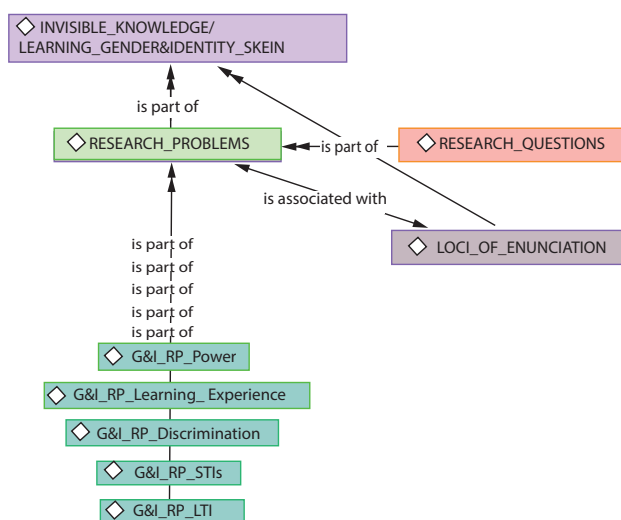 INVISIBLE_KNOWLEDGE/
LEARNING_GENDER&IDENTITY_SKEIN
is part of
RESEARCH_PROBLEMS
is part of
RESEARCH_QUESTIONS
is associated with
LOCI_OF_ENUNCIATION
is part of
is part of
is part of
is part of
is part of
G&I_RP_Power
G&I_RP_Learning_ Experience
G&I_RP_Discrimination
G&I_RP_STIs
G&I_RP_LTI